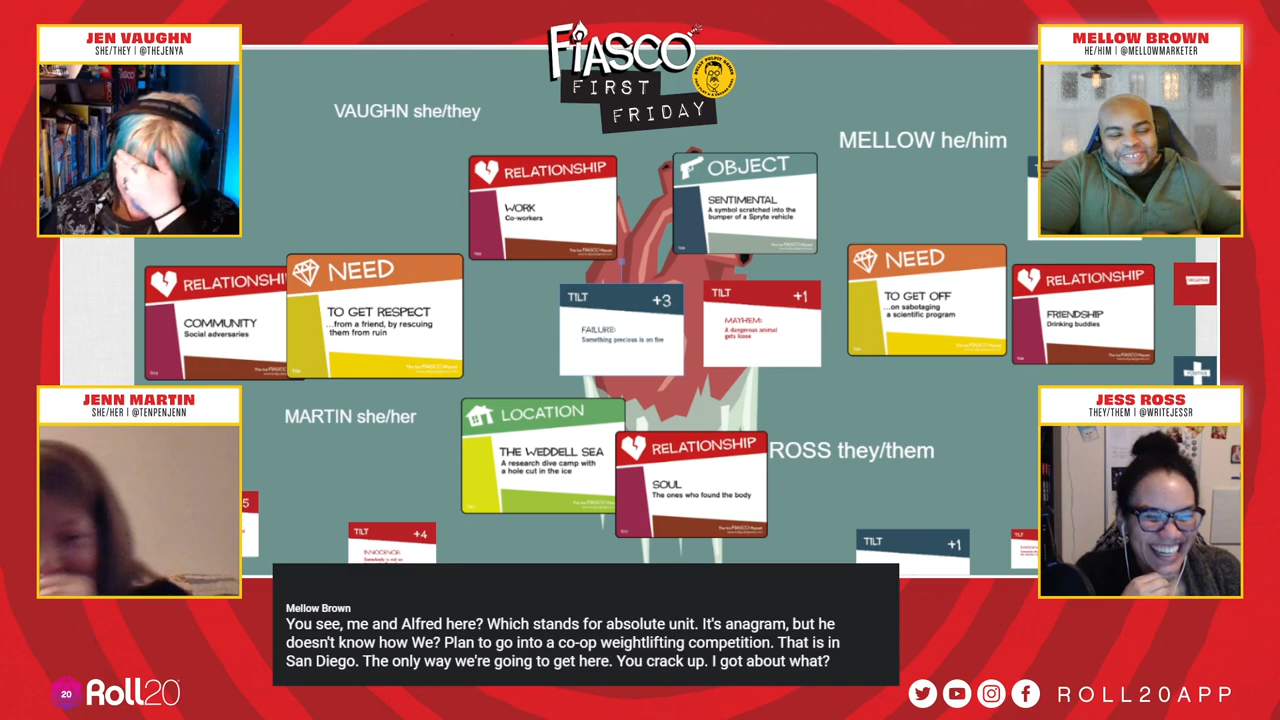 JEN VAUGHN
SHE/THEY | @THEJENYA
FIASCO
FIRST
FRIDAY
MELLOW BROWN
HE/HIM | @MELLOWMARKETER
VAUGHN she/they
MELLOW he/him
RELATIONSHIP
WORK
Co-workers
OBJECT
SENTIMENTAL
A symbol scratched into the
bumper of a Spryte vehicle
RELATIONSHI
COMMUNITY
Social adversaries
NEED
TO GET RESPECT
...from a friend, by rescuing
them from ruin
TILT +3
FAILURE:
Something precious is on fire
TILT +1
MAYHEM:
A dangerous animal
gets loose
NEED
TO GET OFF
...on sabotaging
a scientific program
RELATIONSHIP
FRIENDSHIP
Drinking buddies
NEGATIVE
POSITIVE
JENN MARTIN
SHE/HER | @TENPENJENN
MARTIN she/her
LOCATION
THE WEDDELL SEA
A research dive camp with
a hole cut in the ice
RELATIONSHIP
SOUL
The ones who found the body
ROSS they/them
JESS ROSS
THEY/THEM | @WRITEJESSR
5
TILT +4
INNOCENCE:
TILT +1
TILT
Mellow Brown
You see, me and Alfred here? Which stands for absolute unit. It's anagram, but he
doesn't know how We? Plan to go into a co-op weightlifting competition. That is in
San Diego. The only way we're going to get here. You crack up. I got about what?
20 Roll20
ROLL20APP